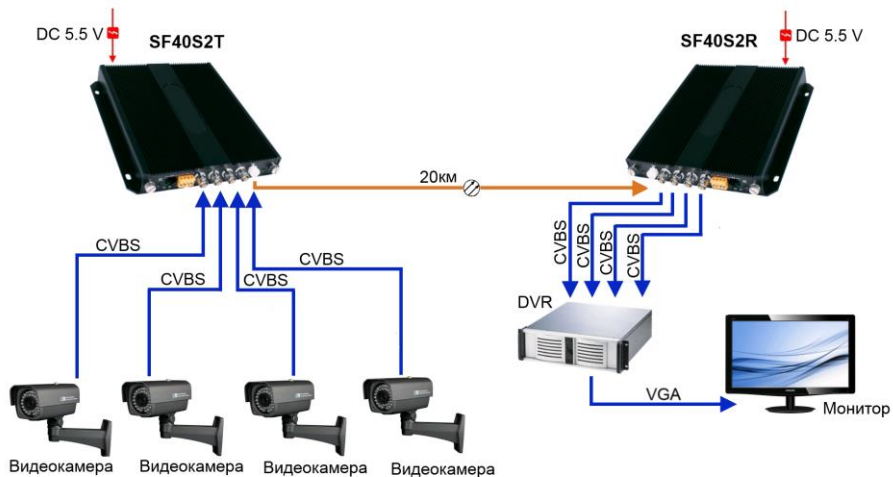 DC 5.5 V
SF40S2T
SF40S2R
DC 5.5 V
20км
CVBS
CVBS
CVBS
CVBS
CVBS
CVBS
CVBS
CVBS
DVR
VGA
Монитор
Видеокамера
Видеокамера
Видеокамера
Видеокамера